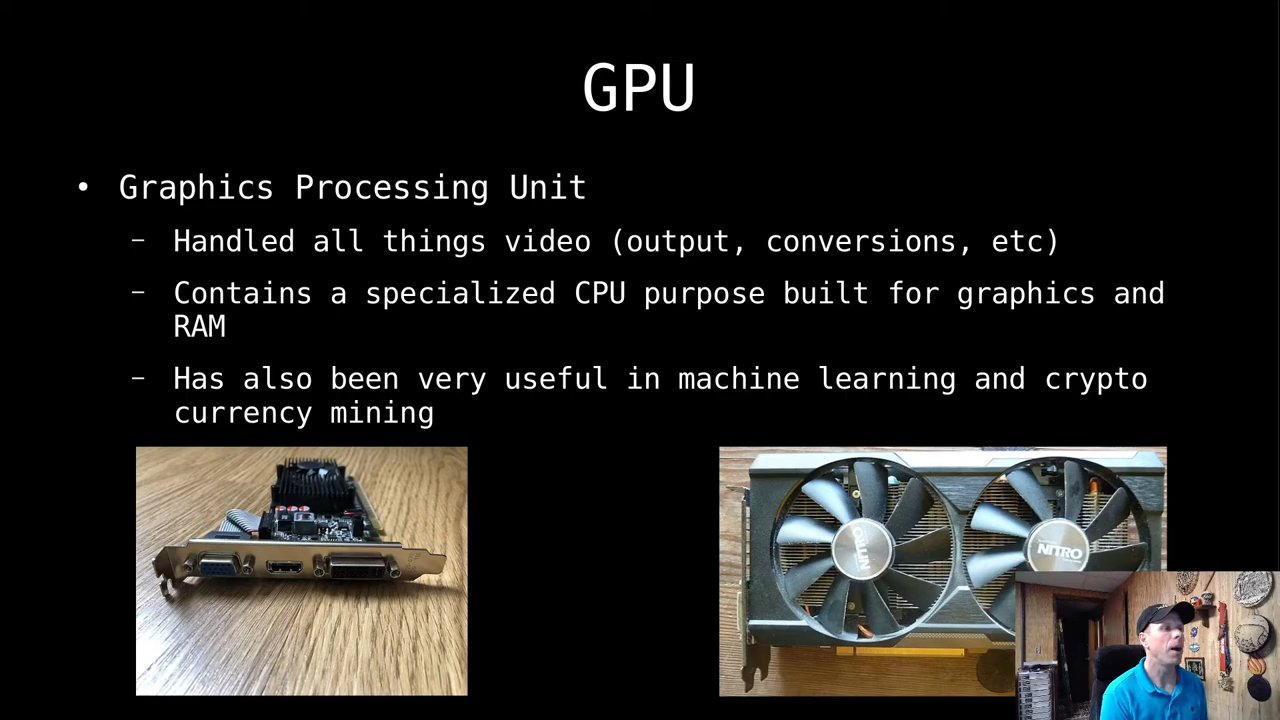 GPU
• Graphics Processing Unit
– Handled all things video (output, conversions, etc)
– Contains a specialized CPU purpose built for graphics and
RAM
– Has also been very useful in machine learning and crypto
currency mining
NITRO
NITRO